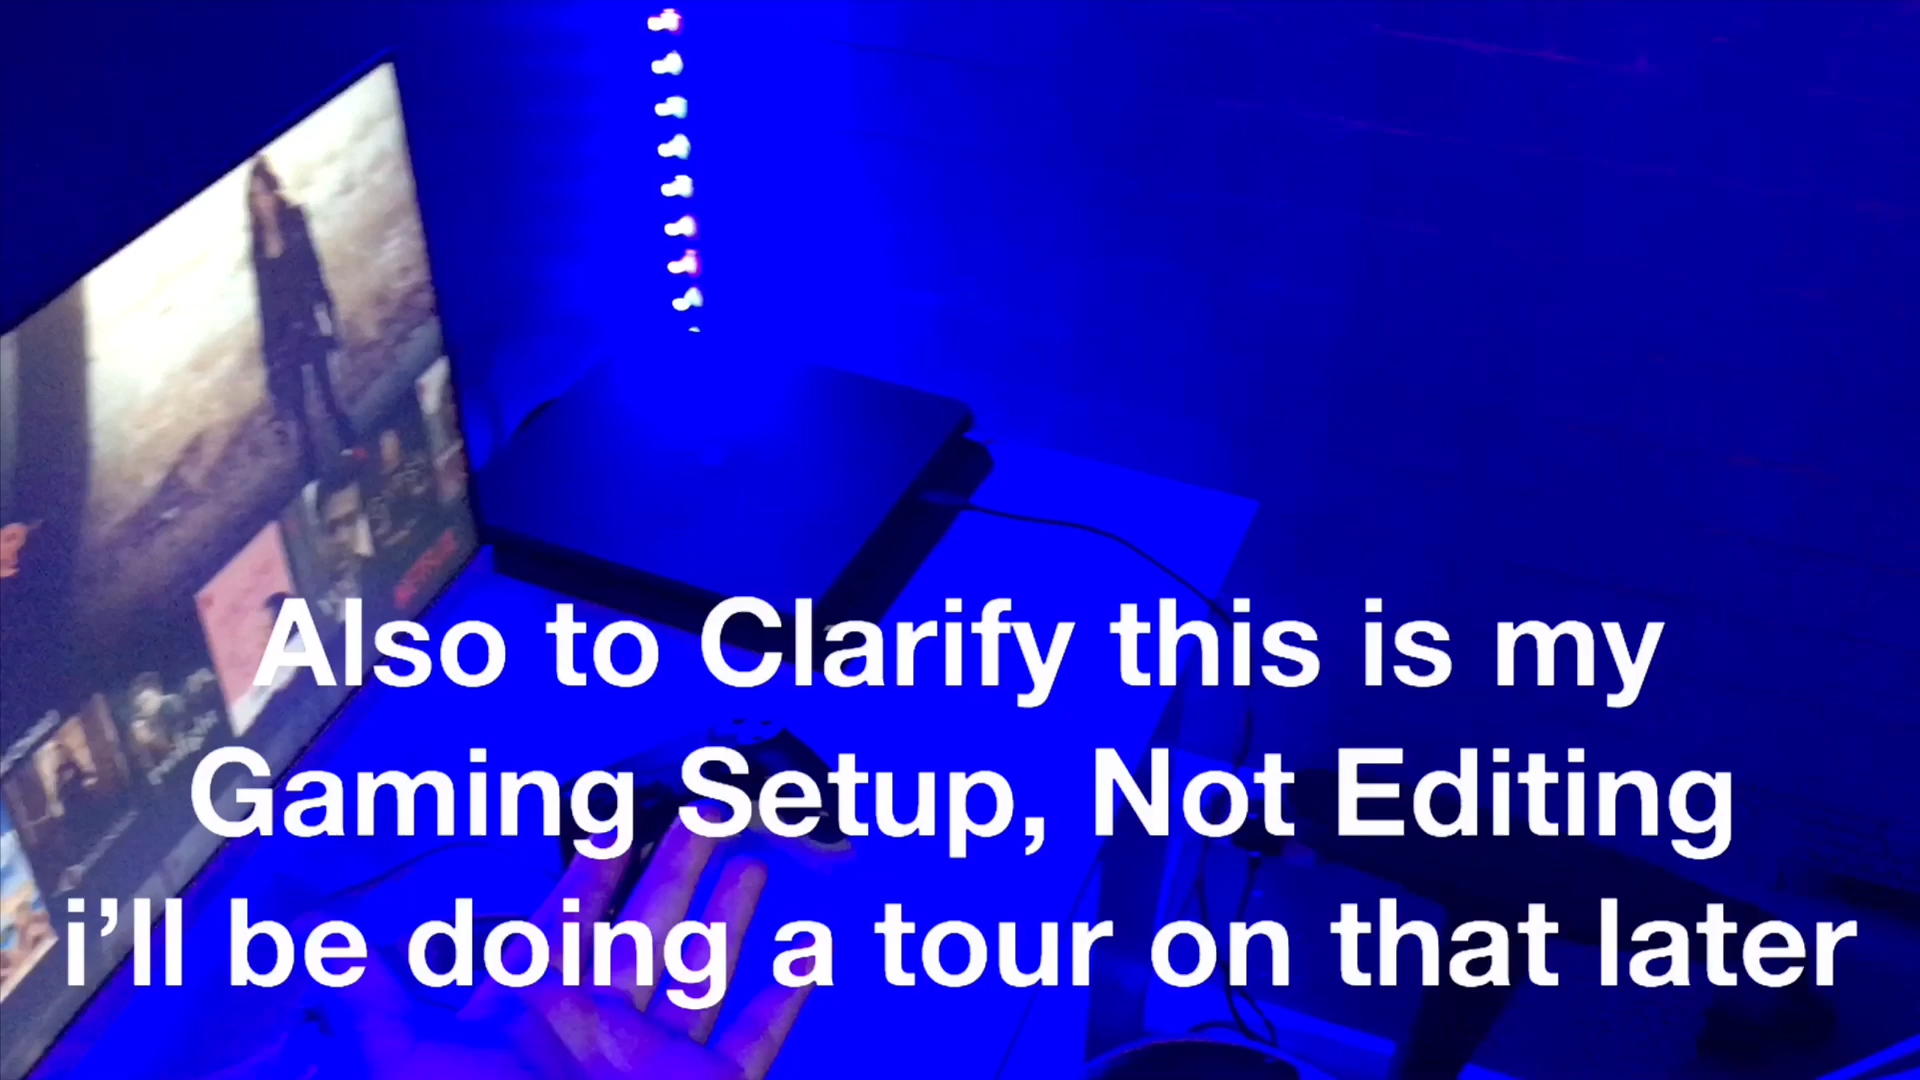 Also to Clarify this is my
Gaming Setup, Not Editing
i’ll be doing a tour on that later